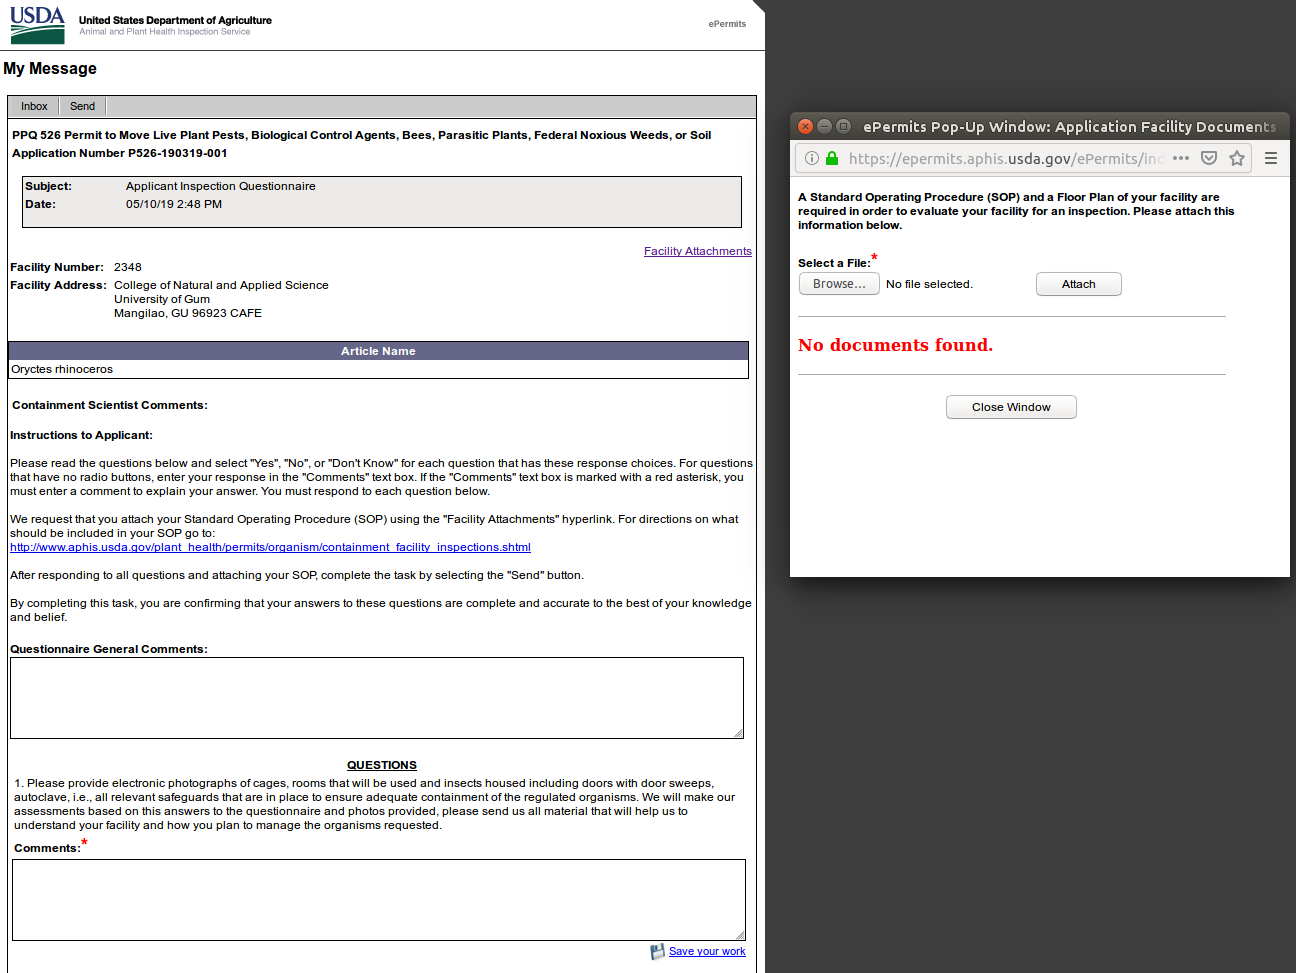 USDA
United States Department of Agriculture
Animal and Plant Health Inspection Service
ePermits
My Message
Inbox
Send
PPQ 526 Permit to Move Live Plant Pests, Biological Control Agents, Bees, Parasitic Plants, Federal Noxious Weeds, or Soil
Application Number P526-190319-001
Subject: Applicant Inspection Questionnaire
Date: 05/10/19 2:48 PM
Facility Attachments
Facility Number: 2348
Facility Address: College of Natural and Applied Science
University of Gum
Mangilao, GU 96923 CAFE
Article Name
Oryctes rhinoceros
Containment Scientist Comments:
Instructions to Applicant:
Please read the questions below and select "Yes", "No", or "Don't Know" for each question that has these response choices. For questions
that have no radio buttons, enter your response in the "Comments" text box. If the "Comments" text box is marked with a red asterisk, you
must enter a comment to explain your answer. You must respond to each question below.
We request that you attach your Standard Operating Procedure (SOP) using the "Facility Attachments" hyperlink. For directions on what
should be included in your SOP go to:
http://www.aphis.usda.gov/plant_health/permits/organism/containment_facility_inspections.shtml
After responding to all questions and attaching your SOP, complete the task by selecting the "Send" button.
By completing this task, you are confirming that your answers to these questions are complete and accurate to the best of your knowledge
and belief.
Questionnaire General Comments:
QUESTIONS
1. Please provide electronic photographs of cages, rooms that will be used and insects housed including doors with door sweeps,
autoclave, i.e., all relevant safeguards that are in place to ensure adequate containment of the regulated organisms. We will make our
assessments based on this answers to the questionnaire and photos provided, please send us all material that will help us to
understand your facility and how you plan to manage the organisms requested.
Comments:*
Save your work
ePermits Pop-Up Window: Application Facility Documents
https://epermits.aphis.usda.gov/ePermits/ind
A Standard Operating Procedure (SOP) and a Floor Plan of your facility are
required in order to evaluate your facility for an inspection. Please attach this
information below.
Select a File:*
Browse... No file selected.
Attach
No documents found.
Close Window